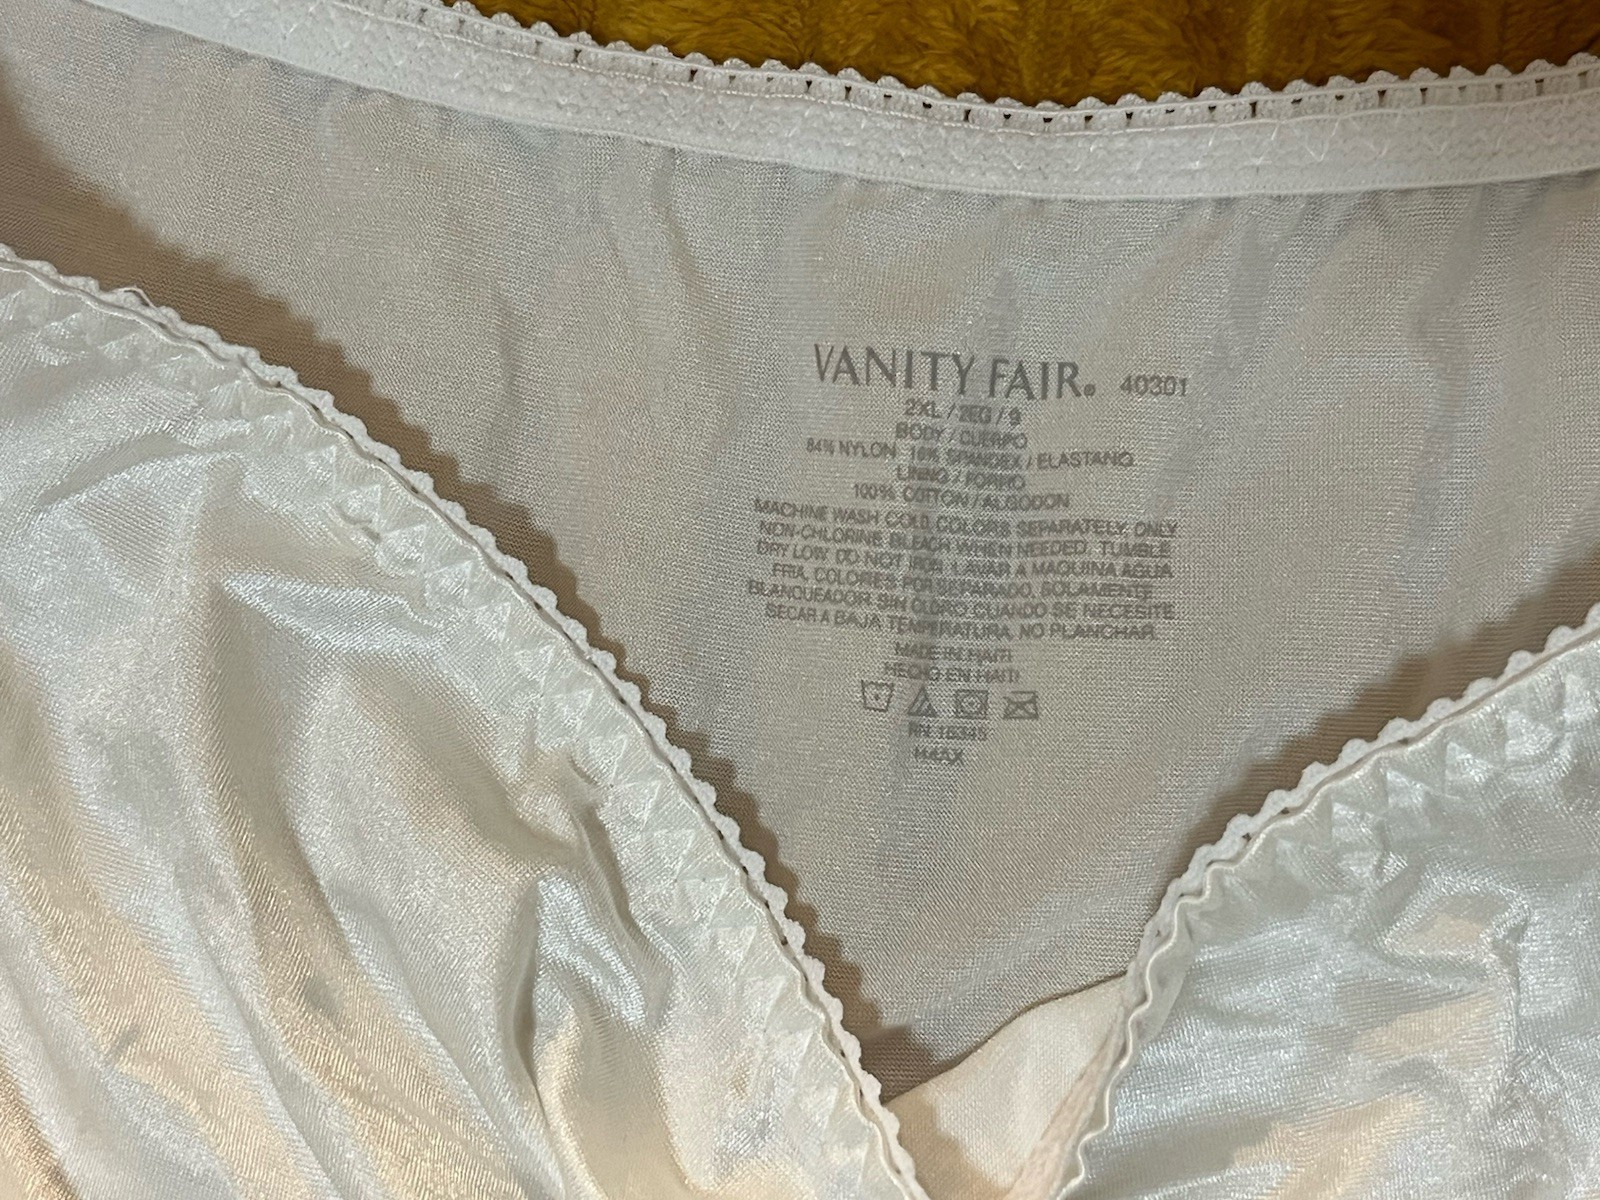 VANITY FAIR® 40301
2XL / 2EG / 9
BODY / CUERPO
84% NYLON 16% SPANDEX / ELASTANO
LINING / FORRO
100% COTTON / ALGODON
MACHINE WASH COLD, COLORS SEPARATELY, ONLY
NON-CHLORINE BLEACH WHEN NEEDED, TUMBLE
DRY LOW. DO NOT IRON. LAVAR A MAQUINA AGUA
FRIA, COLORES POR SEPARADO, SOLAMENTE
BLANQUEADOR SIN CLORO CUANDO SE NECESITE
SECAR A BAJA TEMPERATURA, NO PLANCHAR.
MADE IN HAITI
HECHO EN HAITI
RN 15345